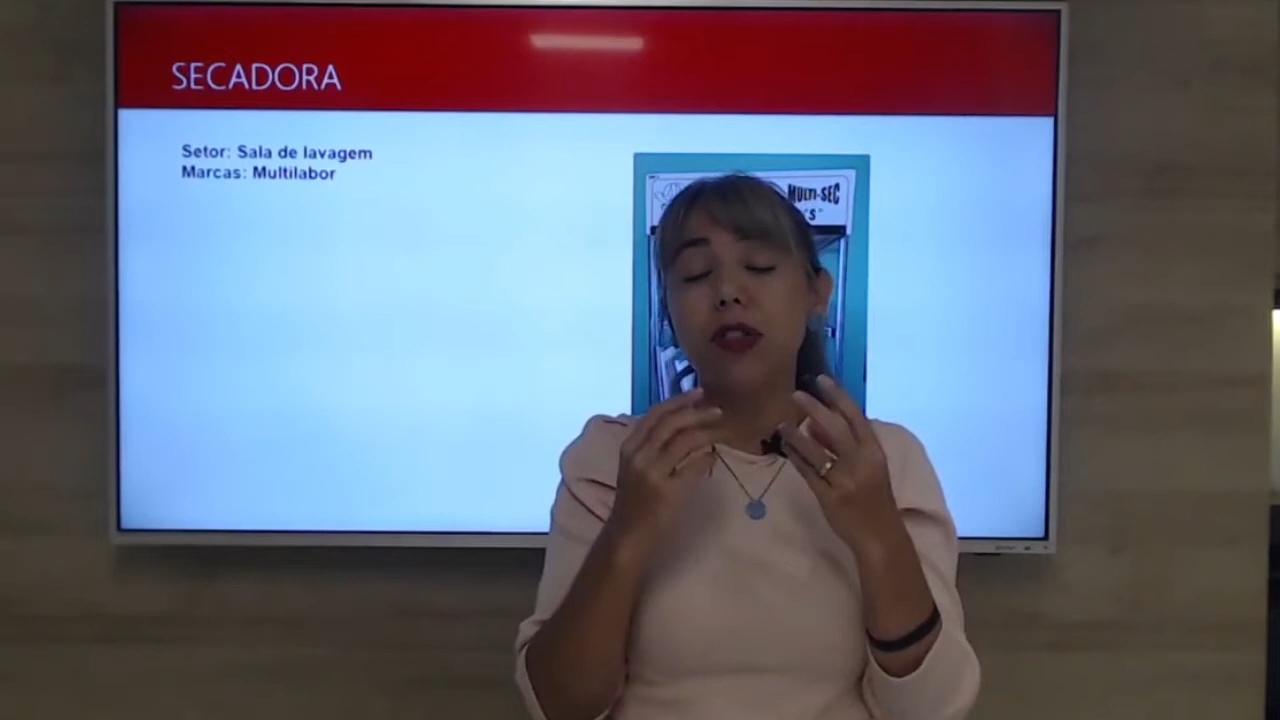 SECADORA
Setor: Sala de lavagem
Marcas: Multilabor
MULTI-SEC
"S"